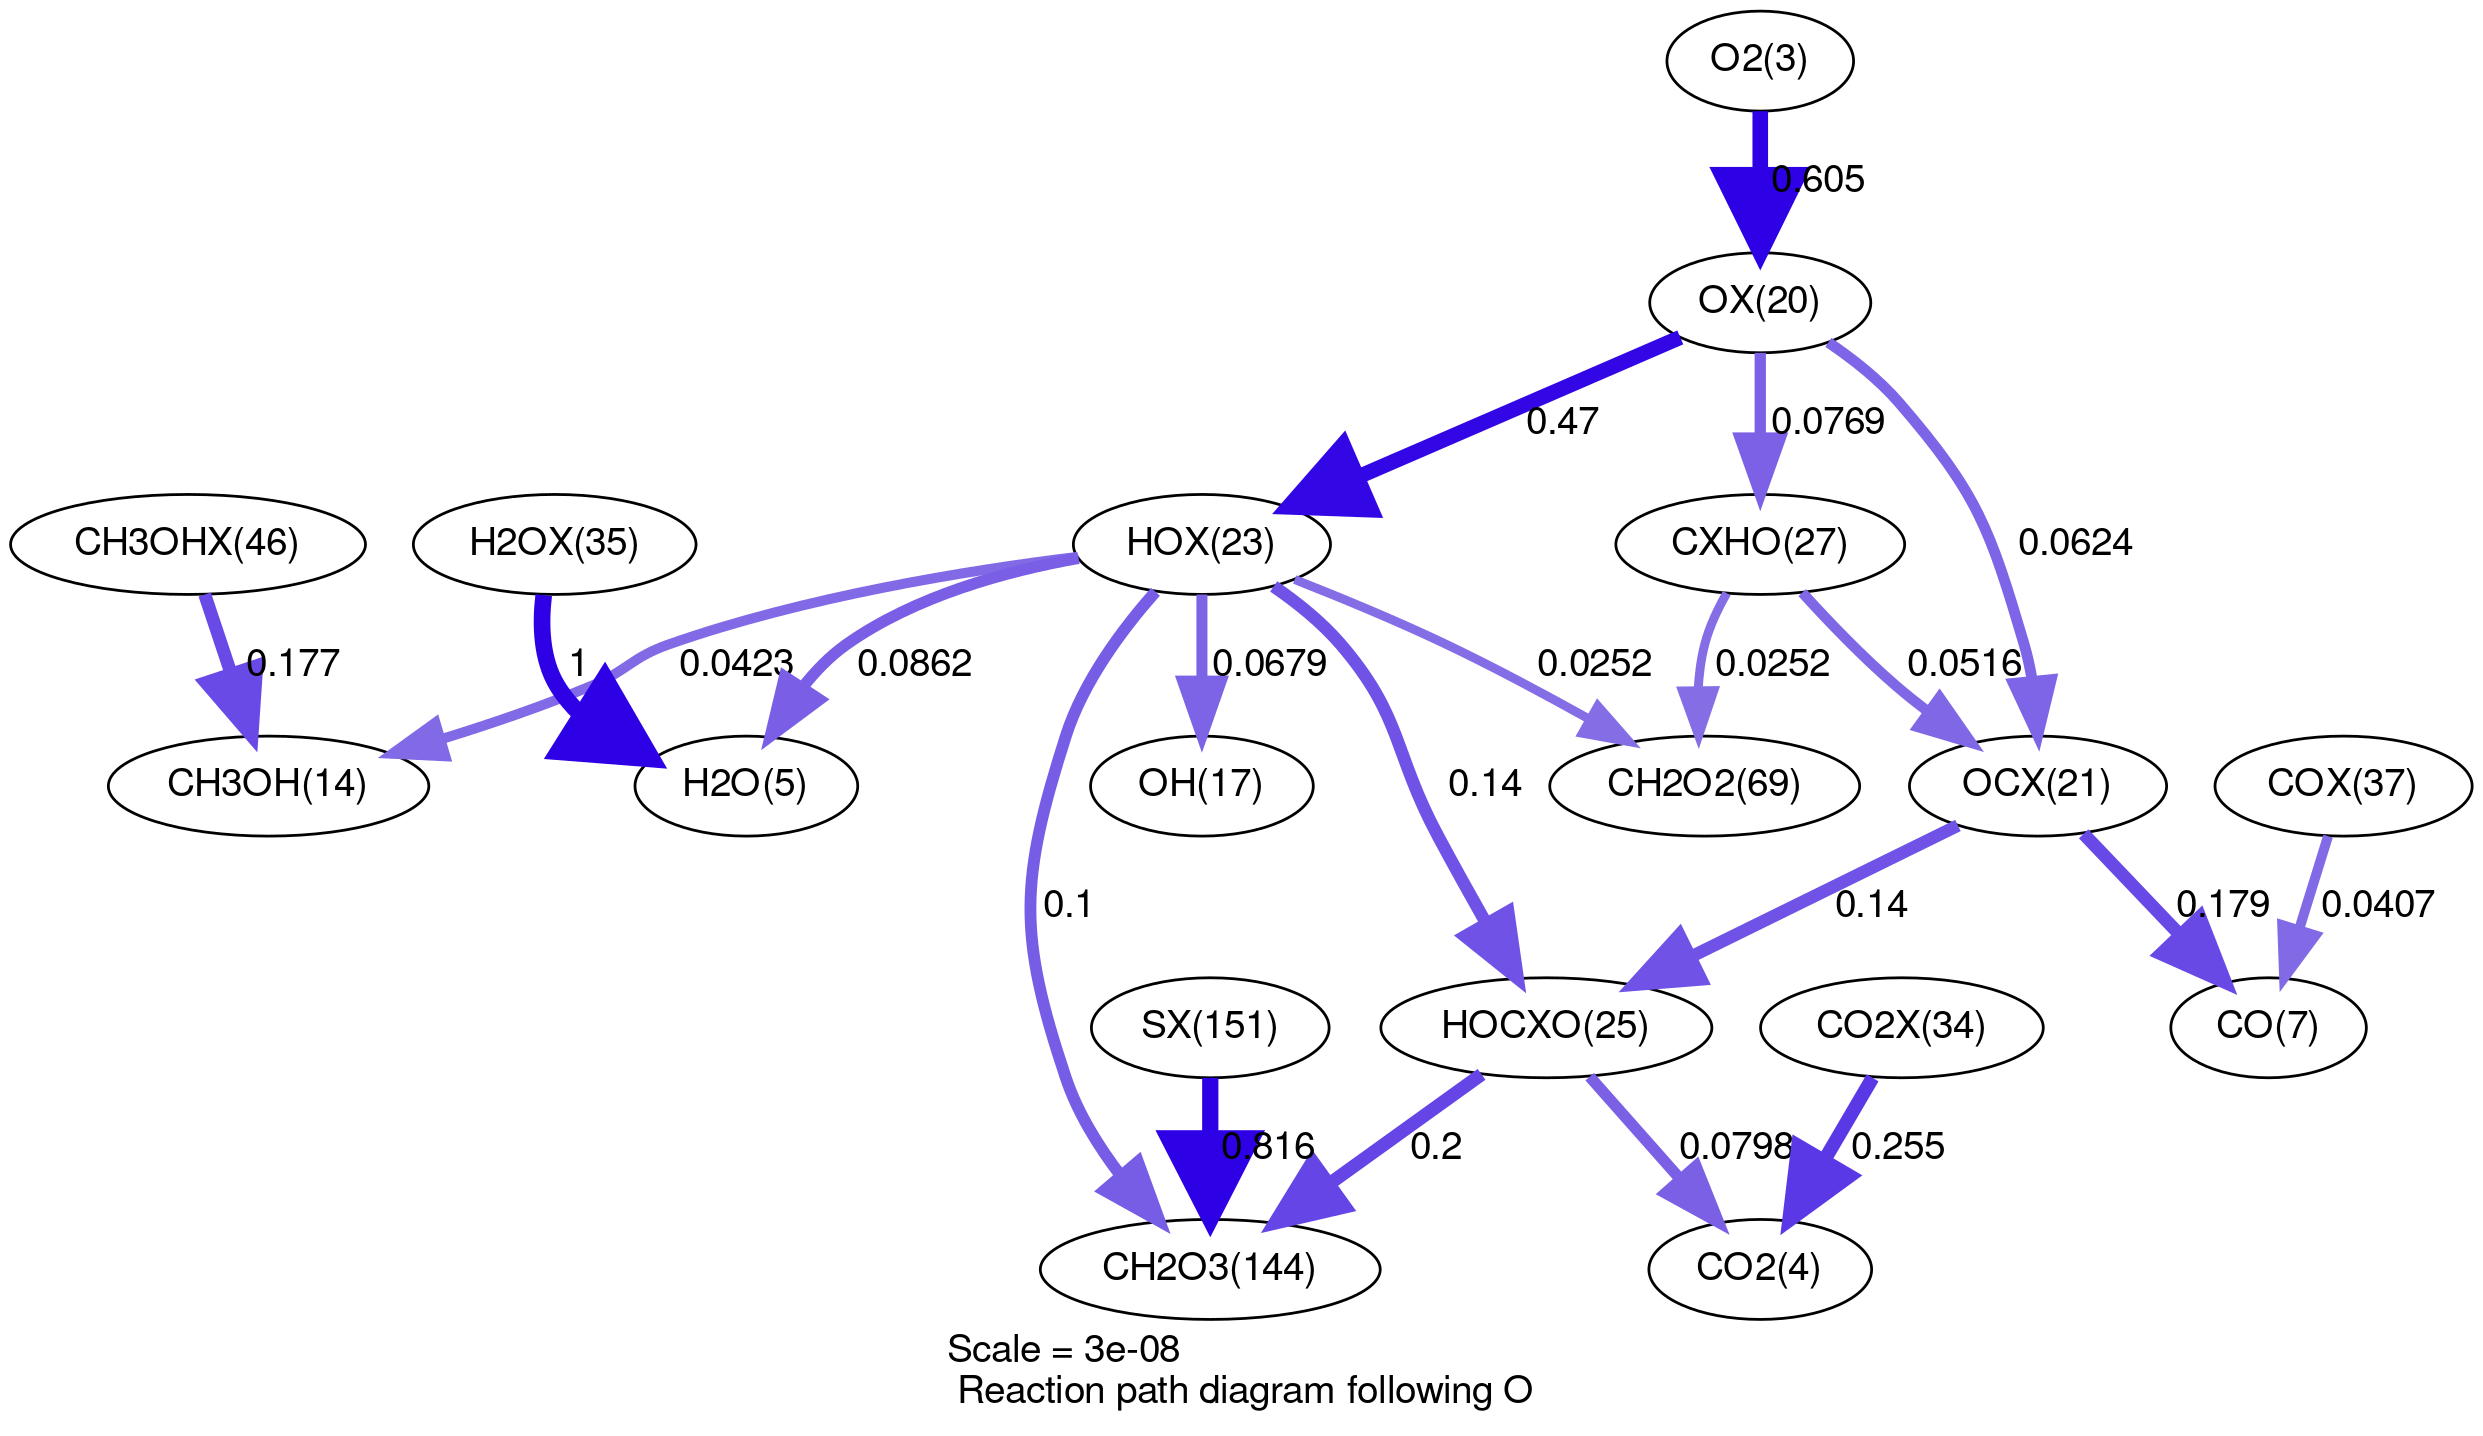 O2(3)
0.605
OX(20)
0.47
0.0769
CH3OHX(46)
H2OX(35)
HOX(23)
CXHO(27)
0.0624
0.177
1
0.0423
0.0862
0.0679
0.0252
0.0252
0.0516
CH3OH(14)
H2O(5)
OH(17)
0.14
CH2O2(69)
OCX(21)
COX(37)
0.1
0.14
0.179
0.0407
SX(151)
HOCXO(25)
CO2X(34)
CO(7)
0.816
0.2
0.0798
0.255
CH2O3(144)
CO2(4)
Scale = 3e-08
Reaction path diagram following O